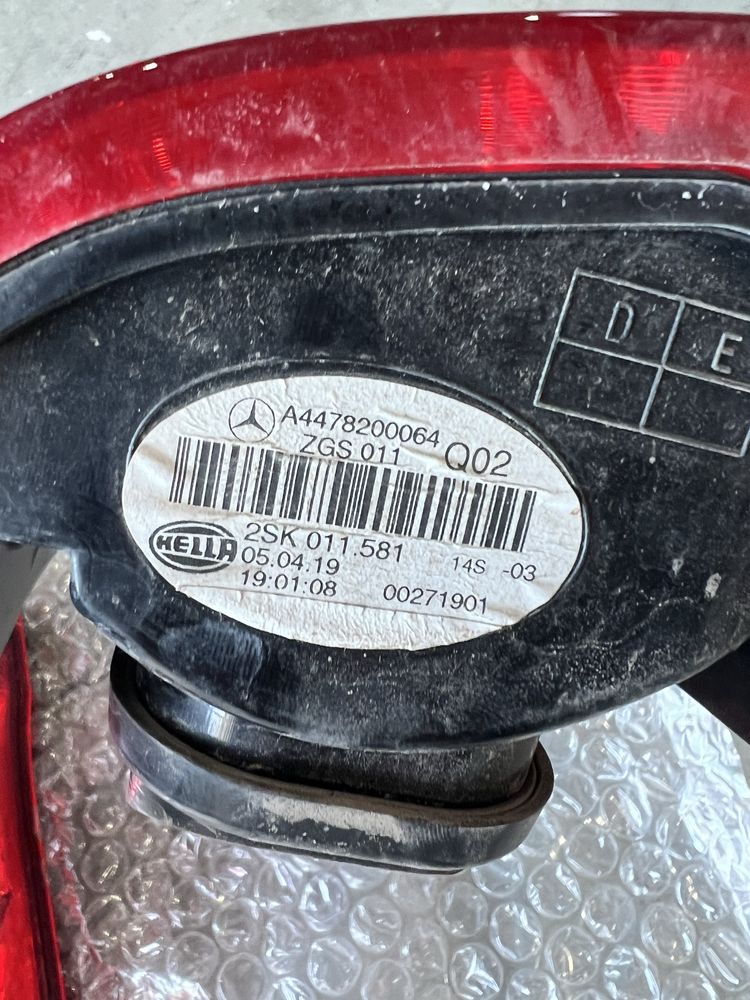 D E
A4478200064
ZGS 011 Q02
HELLA
2SK 011.581 14S -03
05.04.19
19:01:08 00271901